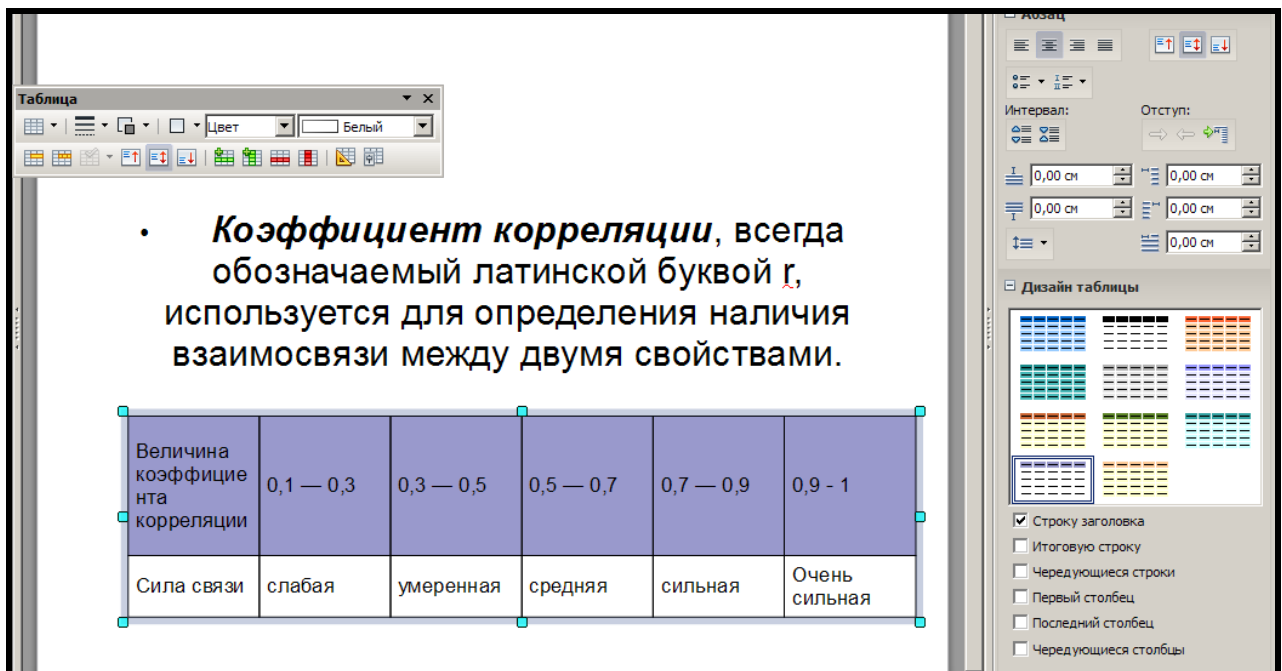 Абзац
Таблица
Цвет
Белый
Интервал:
Отступ:
0,00 см
0,00 см
0,00 см
0,00 см
0,00 см
• Коэффициент корреляции, всегда
обозначаемый латинской буквой r,
используется для определения наличия
взаимосвязи между двумя свойствами.
Величина
коэффицие
нта
корреляции
0,1 — 0,3
0,3 — 0,5
0,5 — 0,7
0,7 — 0,9
0,9 - 1
Сила связи
слабая
умеренная
средняя
сильная
Очень
сильная
Дизайн таблицы
Строку заголовка
Итоговую строку
Чередующиеся строки
Первый столбец
Последний столбец
Чередующиеся столбцы